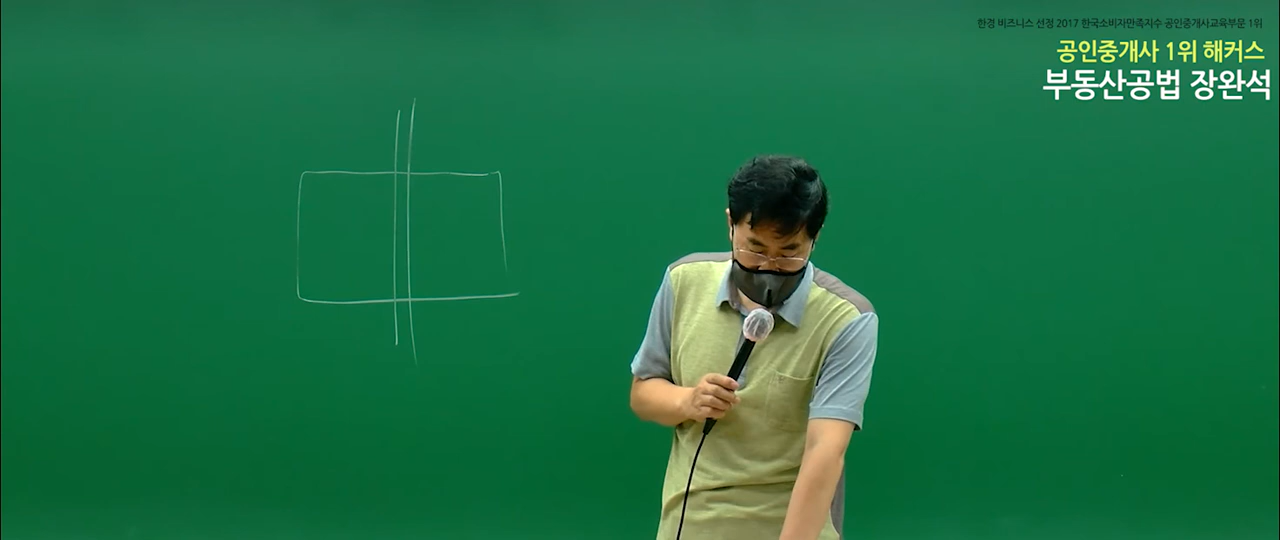 한경 비즈니스 선정 2017 한국소비자만족지수 공인중개사교육부문 1위
공인중개사 1위 해커스
부동산공법 장완석